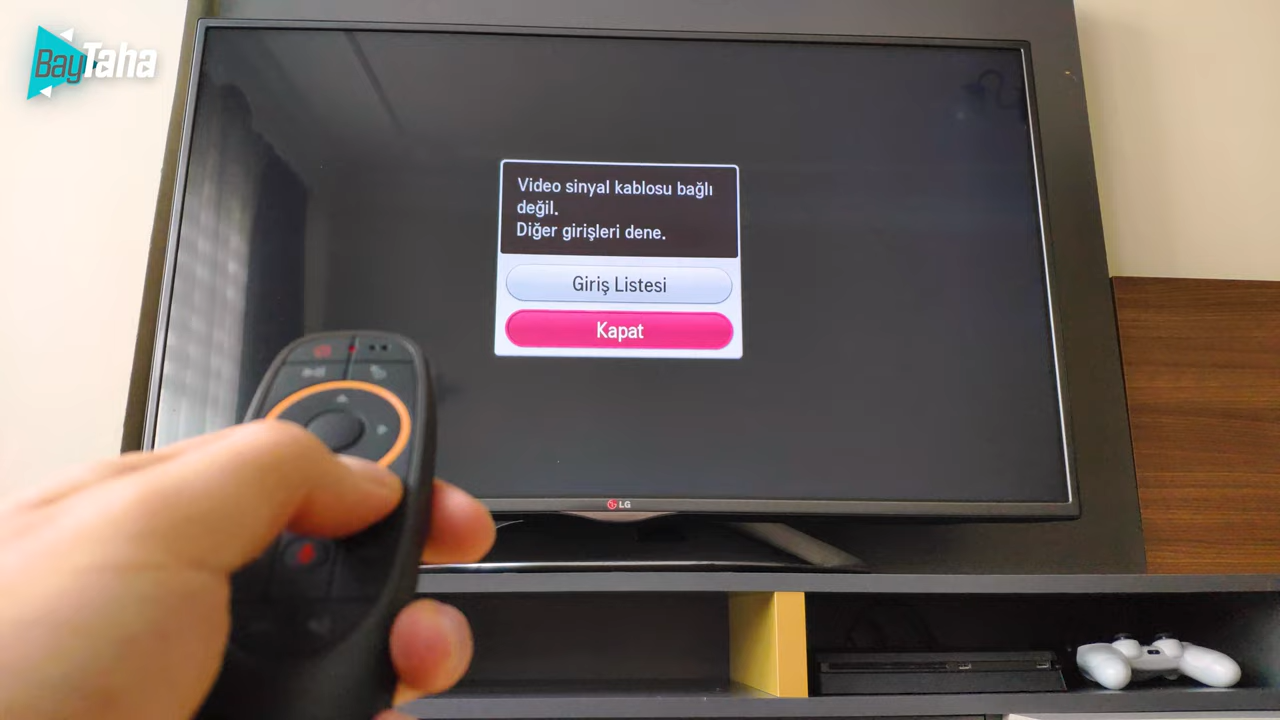 BayTaha
Video sinyal kablosu bağlı
değil.
Diğer girişleri dene.
Giriş Listesi
Kapat
LG